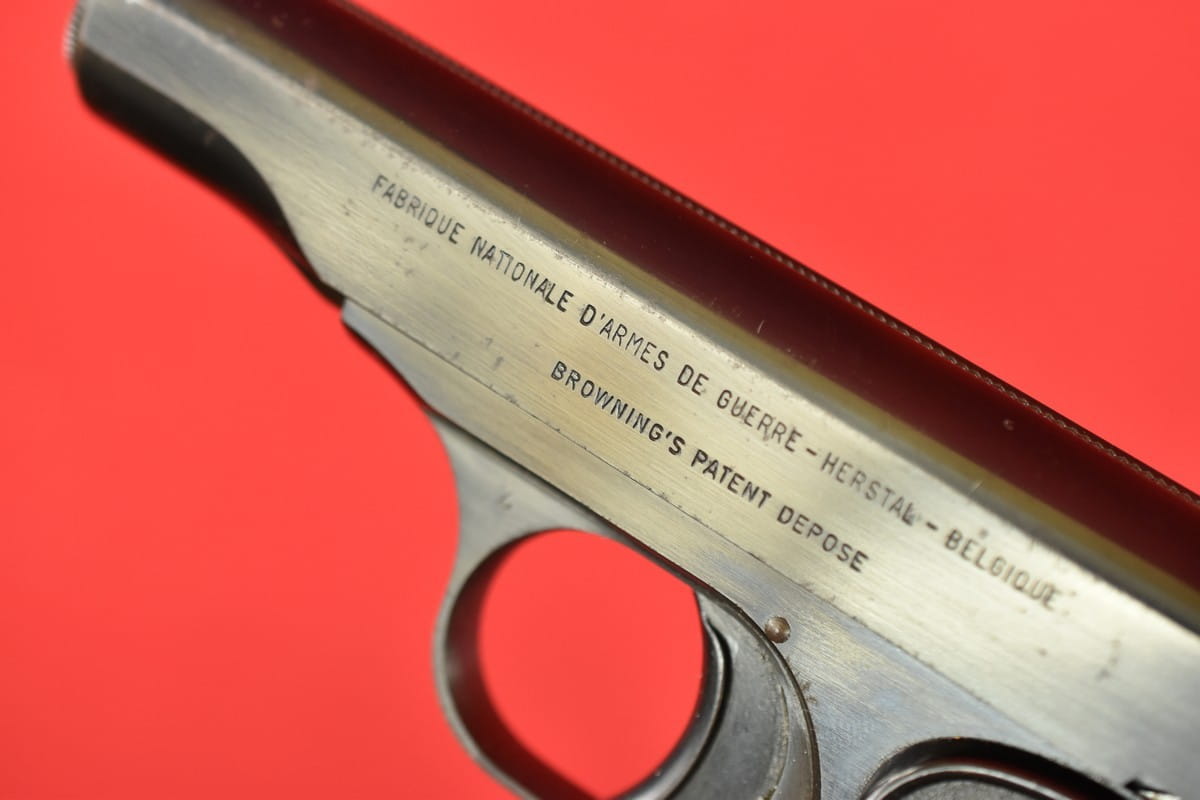 FABRIQUE NATIONALE D'ARMES DE GUERRE - HERSTAL - BELGIQUE
BROWNING'S PATENT DEPOSE